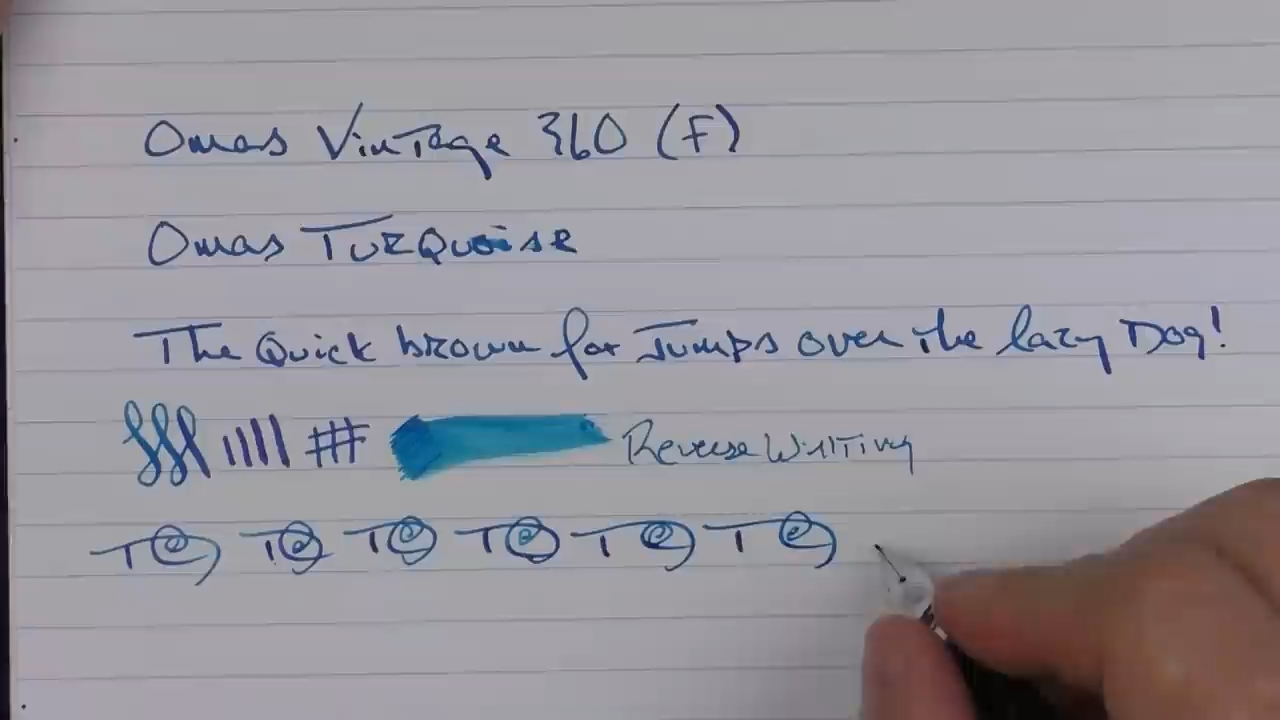 Omas Vintage 360 (F)
Omas Turquoise
The Quick brown fox Jumps over the lazy Dog!
Reverse Writing